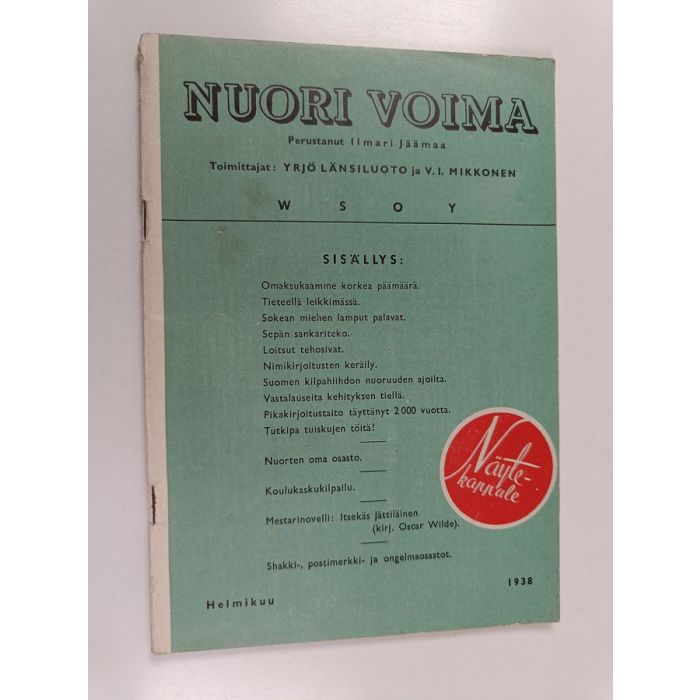 NUORI VOIMA
Perustanut Ilmari Jäämaa
Toimittajat: YRJÖ LÄNSILUOTO ja V. I. MIKKONEN
W S O Y
SISÄLLYS:
Omaksukaamme korkea päämäärä.
Tieteellä leikkimässä.
Sokean miehen lamput palavat.
Sepän sankariteko.
Loitsut tehosivat.
Nimikirjoitusten keräily.
Suomen kilpahiihdon nuoruuden ajoilta.
Vastalauseita kehityksen tiellä.
Pikakirjoitustaito täyttänyt 2000 vuotta.
Tutkipa tuiskujen töitä!
Nuorten oma osasto.
Koulukaskukilpailu.
Mestarinovelli: Itsekäs Jättiläinen
(kirj. Oscar Wilde).
Shakki-, postimerkki- ja ongelmaosastot.
Näyte-
kappale
Helmikuu
1938